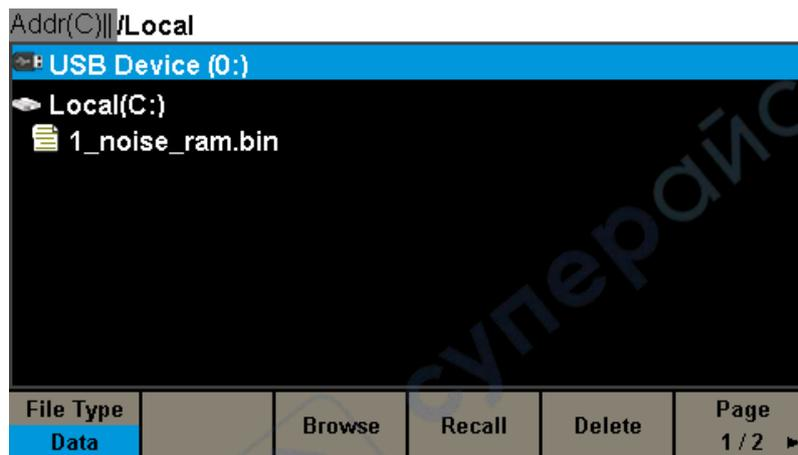 Addr(C)|| /Local
USB Device (0:)
Local(C:)
1_noise_ram.bin
суперайс
File Type
Data
Browse
Recall
Delete
Page
1 / 2